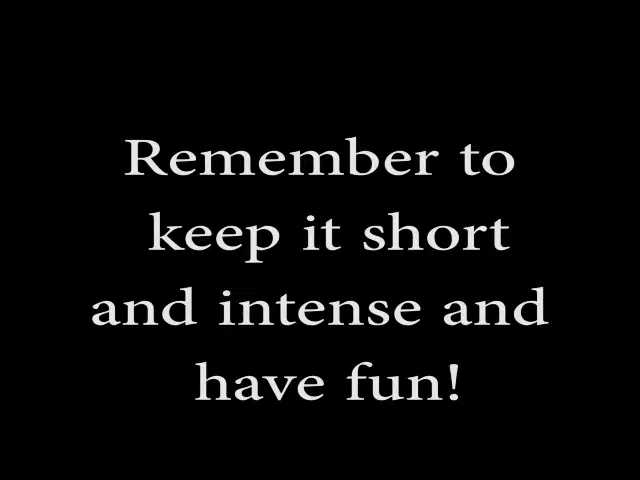 Remember to
keep it short
and intense and
have fun!